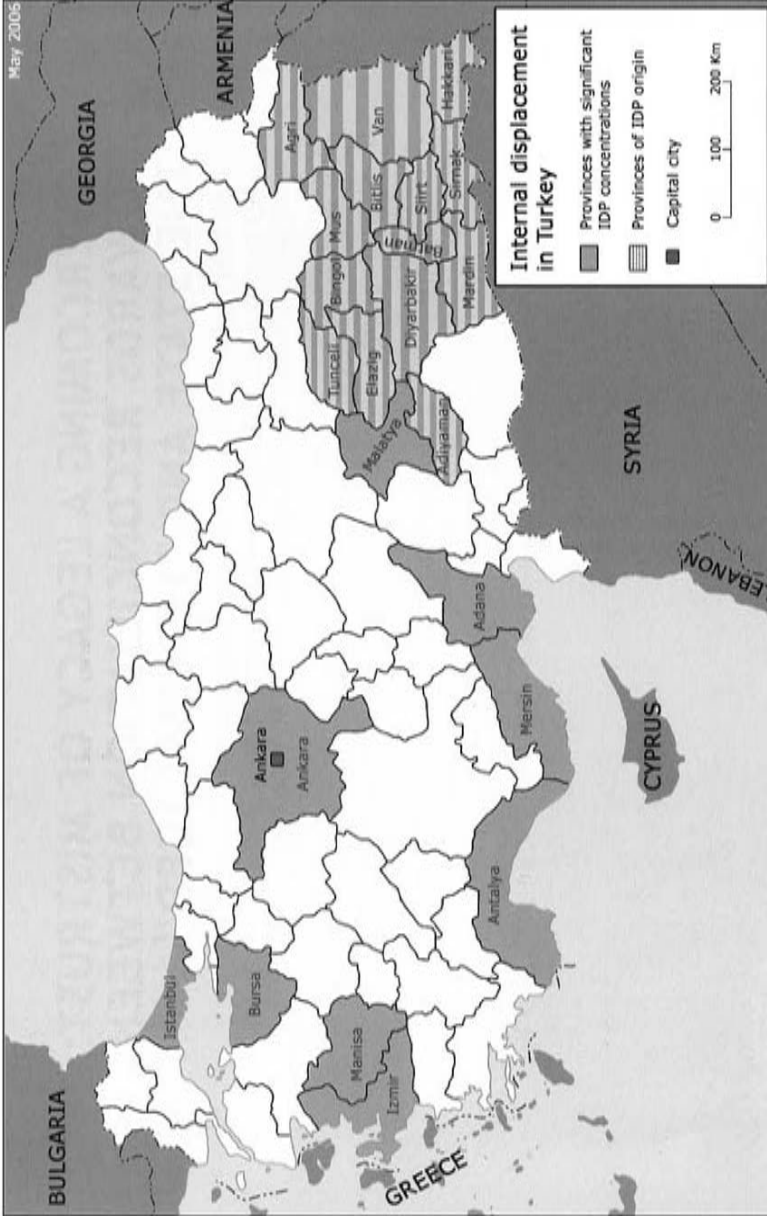 May 2006
BULGARIA
GEORGIA
ARMENIA
Istanbul
Bursa
Manisa
Izmir
GREECE
Ankara
Ankara
Antalya
Mersin
Adana
CYPRUS
Malatya
Adiyaman
Tunceli
Elazig
Bingol
Mus
Agri
Diyarbakir
Batman
Bitlis
Van
Siirt
Sirnak
Hakkari
Mardin
SYRIA
LEBANON
Internal displacement
in Turkey
Provinces with significant
IDP concentrations
Provinces of IDP origin
Capital city
0 100 200 Km